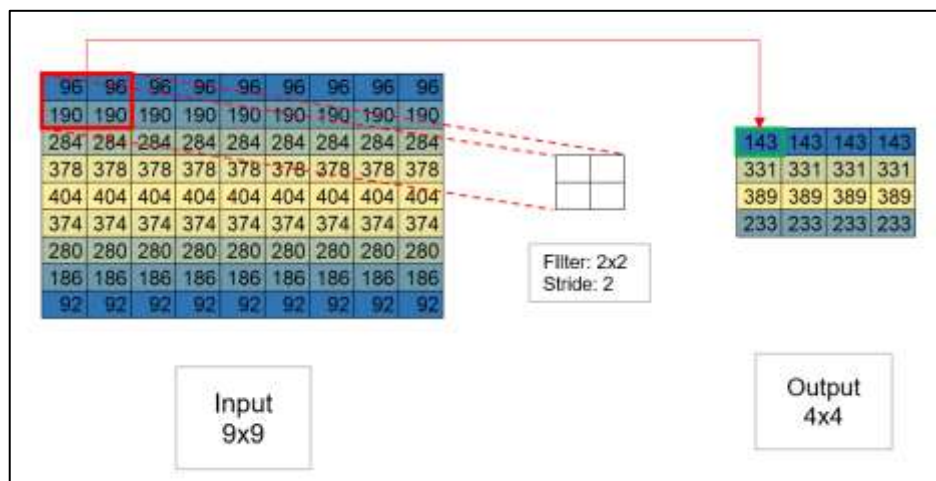 96 96 96 96 96 96 96 96 96
190 190 190 190 190 190 190 190 190
284 284 284 284 284 284 284 284 284
378 378 378 378 378 378 378 378 378
404 404 404 404 404 404 404 404 404
374 374 374 374 374 374 374 374 374
280 280 280 280 280 280 280 280 280
186 186 186 186 186 186 186 186 186
92 92 92 92 92 92 92 92 92
Filter: 2x2
Stride: 2
143 143 143 143
331 331 331 331
389 389 389 389
233 233 233 233
Input
9x9
Output
4x4